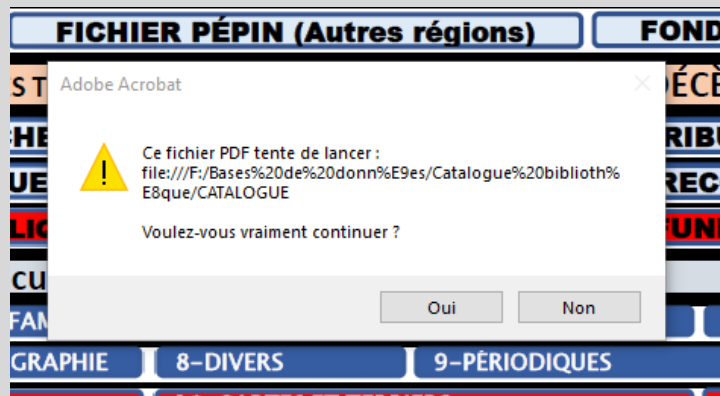 FICHIER PÉPIN (Autres régions) FOND
Adobe Acrobat
Ce fichier PDF tente de lancer :
file:///F:/Bases%20de%20donn%E9es/Catalogue%20biblioth%
E8que/CATALOGUE
Voulez-vous vraiment continuer ?
Oui Non
GRAPHIE 8-DIVERS 9-PÉRIODIQUES